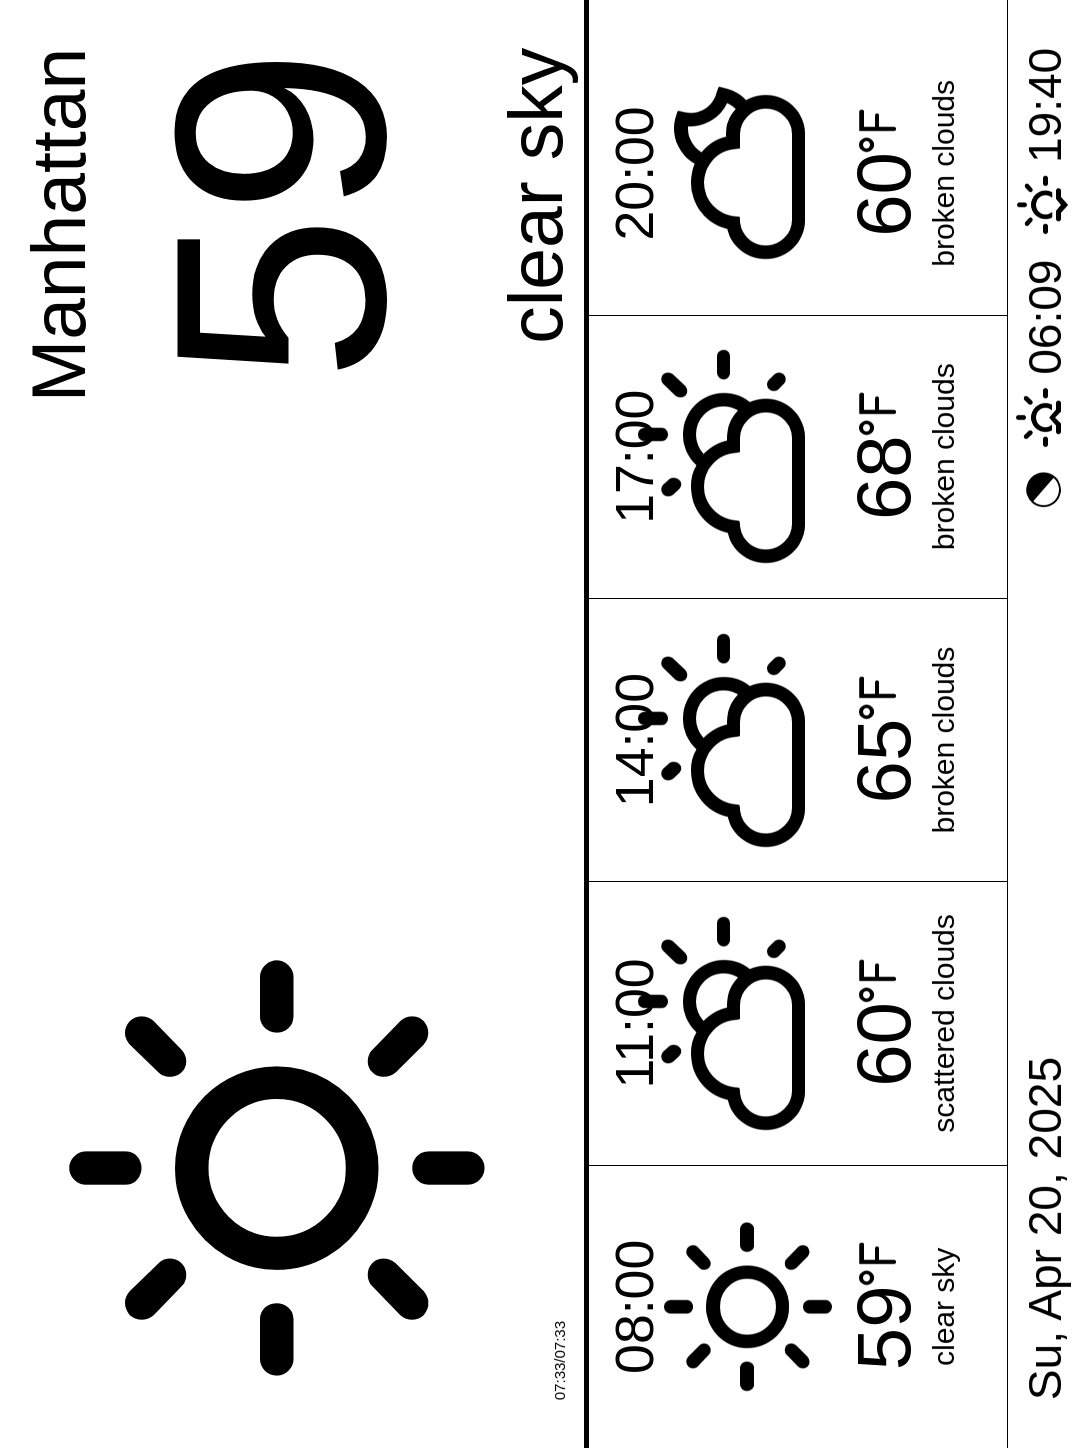 Manhattan
59
clear sky
07:33/07:33
08:00
59°F
clear sky
11:00
60°F
scattered clouds
14:00
65°F
broken clouds
17:00
68°F
broken clouds
20:00
60°F
broken clouds
Su, Apr 20, 2025
06:09
19:40